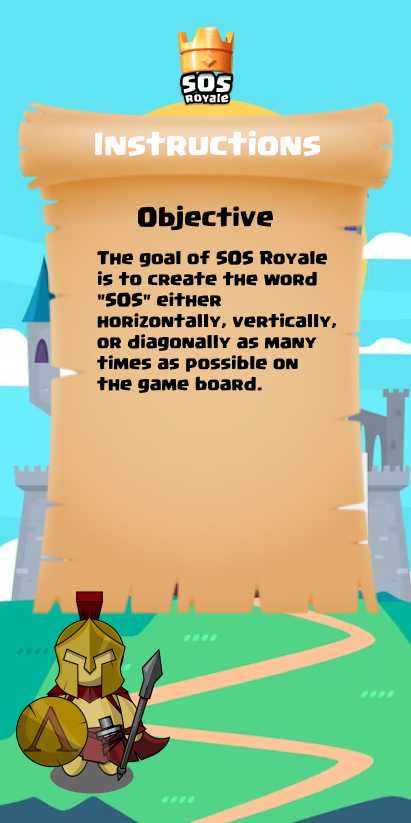 SOS
Royale
Instructions
Objective
The goal of SOS Royale
is to create the word
"SOS" either
horizontally, vertically,
or diagonally as many
times as possible on
the game board.
Λ